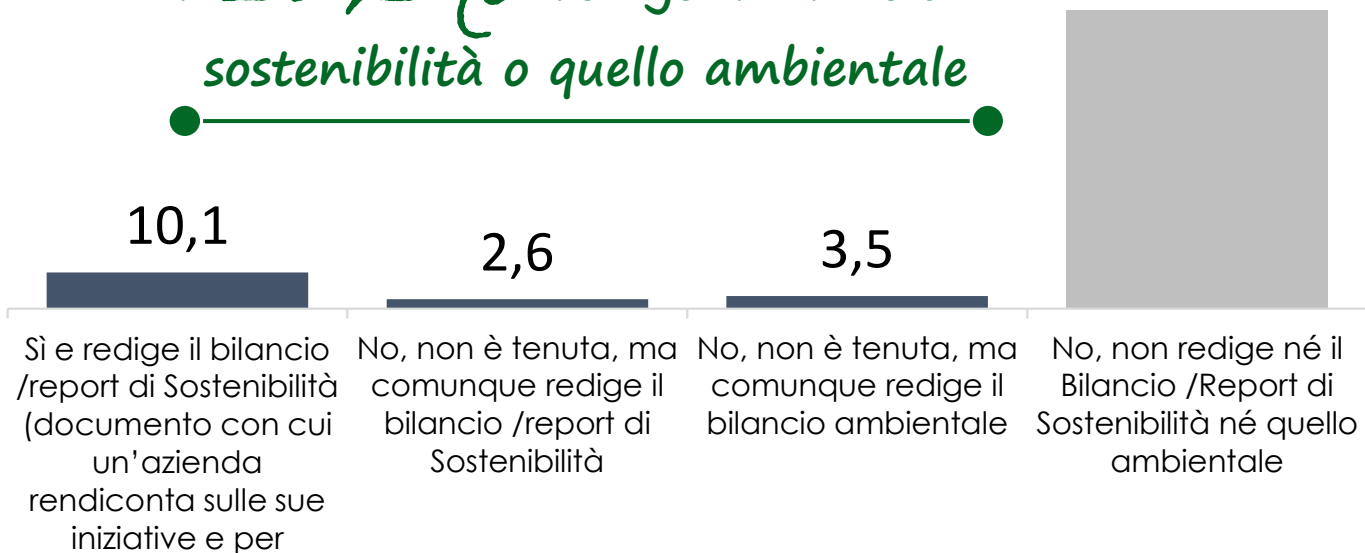 sostenibilità o quello ambientale
10,1
2,6
3,5
Sì e redige il bilancio
/report di Sostenibilità
(documento con cui
un’azienda
rendiconta sulle sue
iniziative e per
No, non è tenuta, ma
comunque redige il
bilancio /report di
Sostenibilità
No, non è tenuta, ma
comunque redige il
bilancio ambientale
No, non redige né il
Bilancio /Report di
Sostenibilità né quello
ambientale